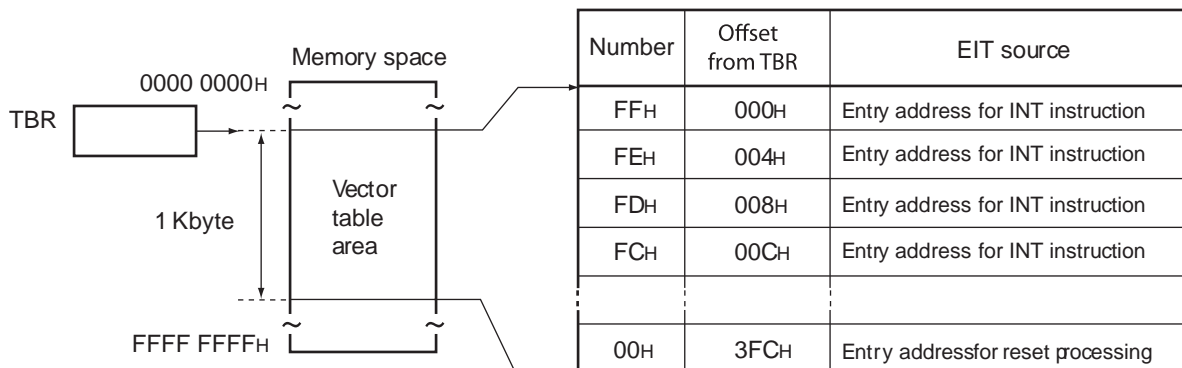 Memory space
0000 0000H
TBR
1 Kbyte
Vector
table
area
FFFF FFFFH
Number Offset from TBR EIT source
FFH 000H Entry address for INT instruction
FEH 004H Entry address for INT instruction
FDH 008H Entry address for INT instruction
FCH 00CH Entry address for INT instruction
00H 3FCH Entry addressfor reset processing